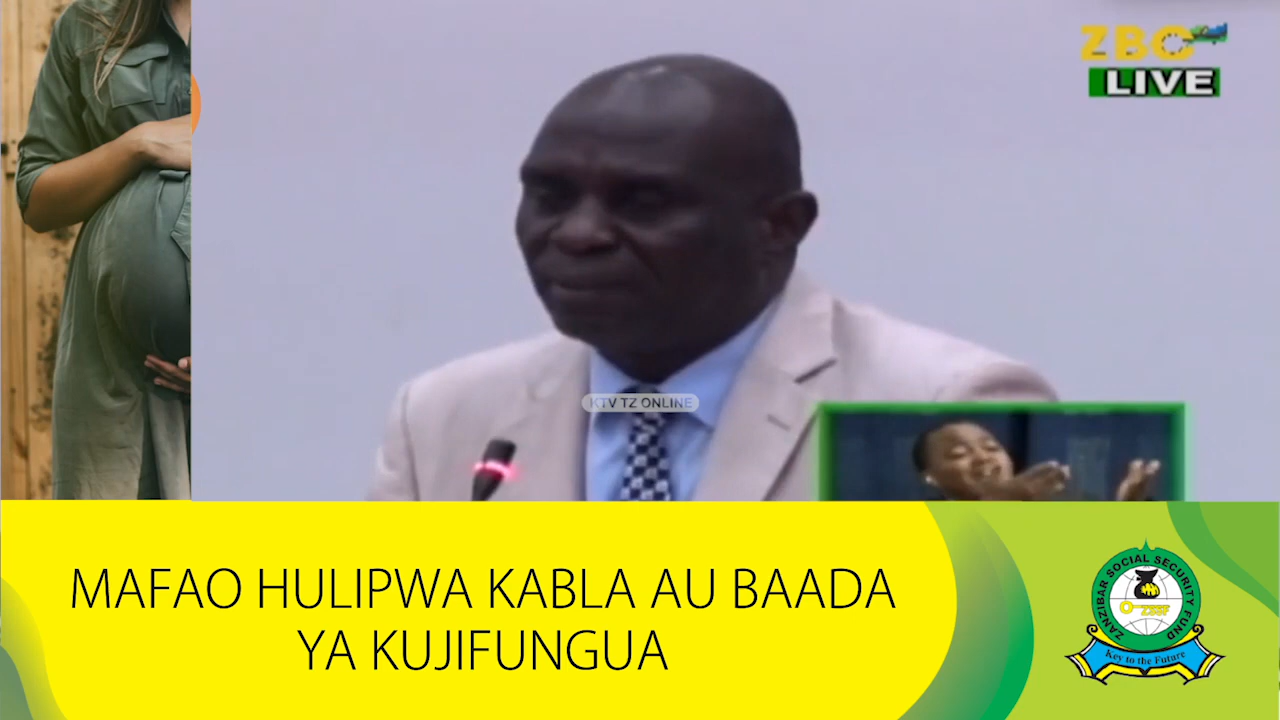 ZBC
LIVE
KTV TZ ONLINE
MAFAO HULIPWA KABLA AU BAADA
YA KUJIFUNGUA
ZANZIBAR SOCIAL SECURITY FUND
ZSSF
Key to the Future